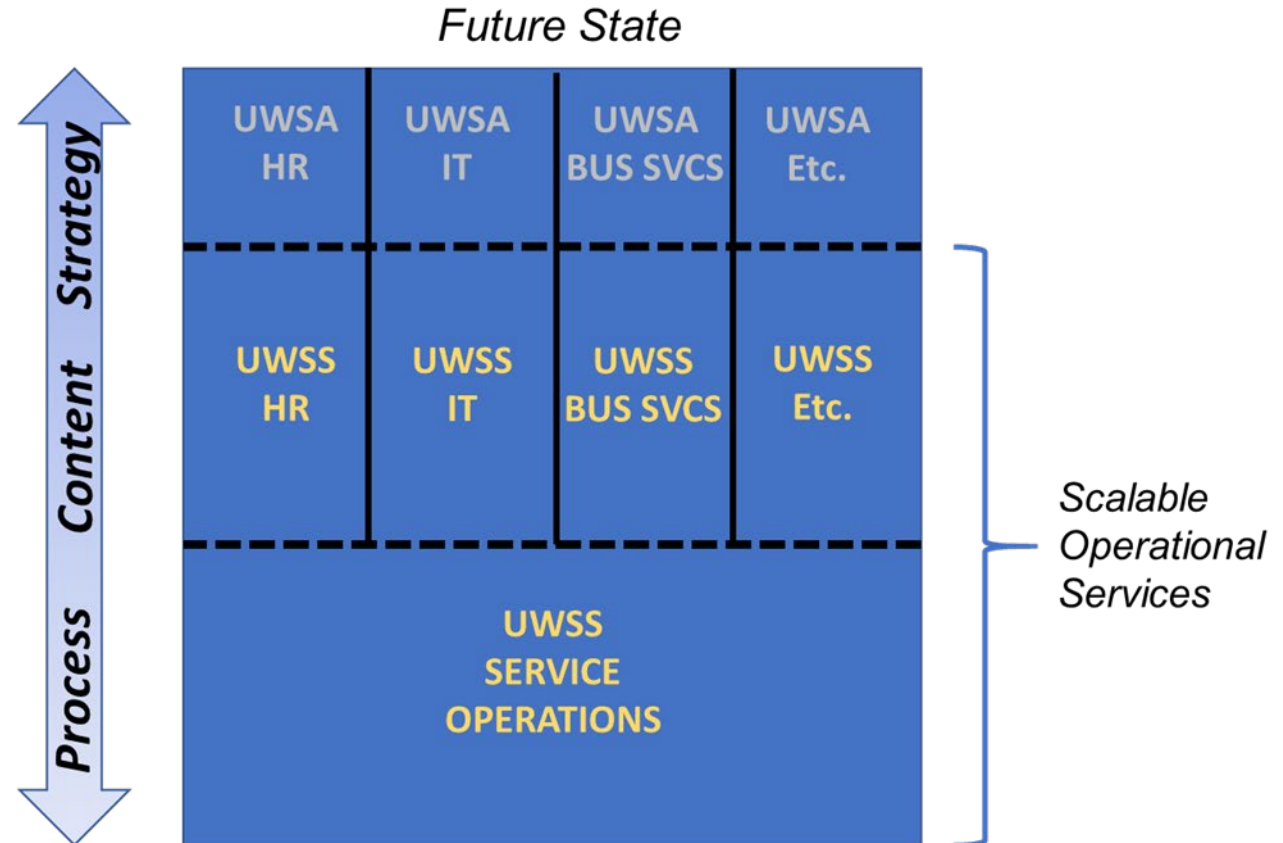 Future State
Strategy
Content
Process
UWSA
HR
UWSA
IT
UWSA
BUS SVCS
UWSA
Etc.
UWSS
HR
UWSS
IT
UWSS
BUS SVCS
UWSS
Etc.
UWSS
SERVICE
OPERATIONS
Scalable
Operational
Services